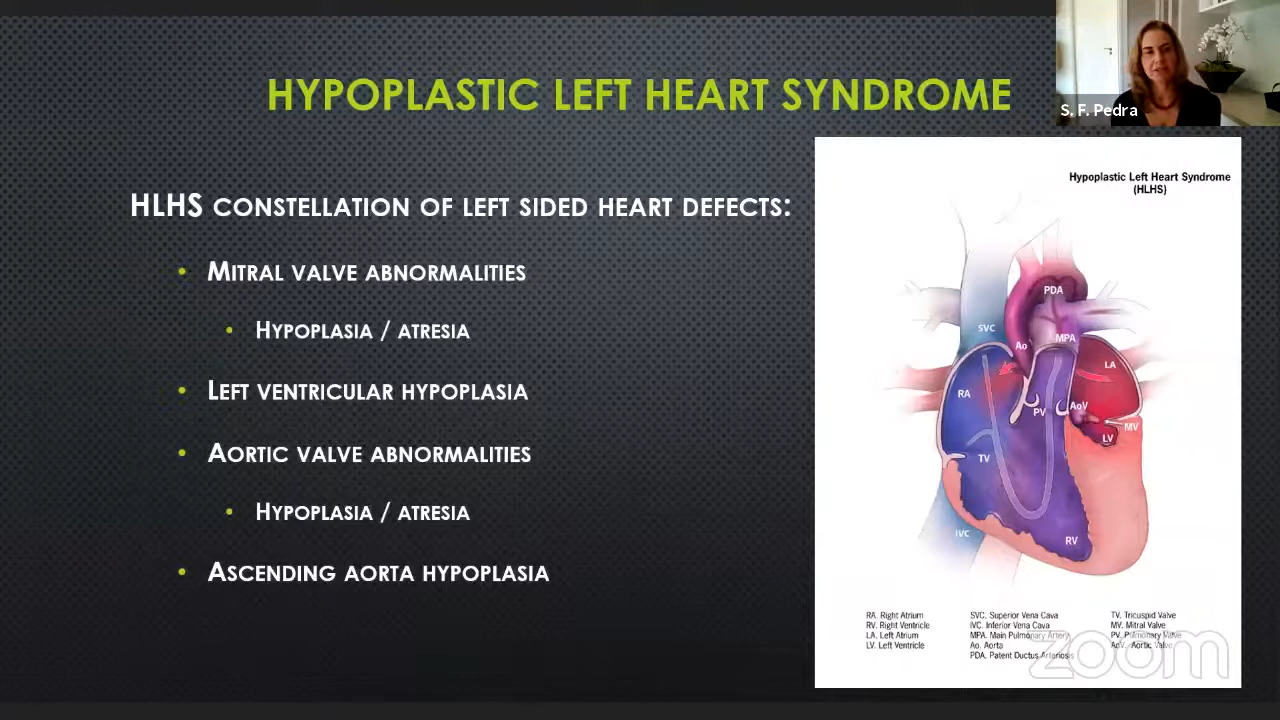 HYPOPLASTIC LEFT HEART SYNDROME
S. F. Pedra
HLHS CONSTELLATION OF LEFT SIDED HEART DEFECTS:
• MITRAL VALVE ABNORMALITIES
• HYPOPLASIA / ATRESIA
• LEFT VENTRICULAR HYPOPLASIA
• AORTIC VALVE ABNORMALITIES
• HYPOPLASIA / ATRESIA
• ASCENDING AORTA HYPOPLASIA
Hypoplastic Left Heart Syndrome
(HLHS)
PDA
SVC
MPA
Ao
LA
RA
PV
AoV
MV
LV
TV
IVC
RV
RA. Right Atrium
RV. Right Ventricle
LA. Left Atrium
LV. Left Ventricle
SVC. Superior Vena Cava
IVC. Inferior Vena Cava
MPA. Main Pulmonary Artery
Ao. Aorta
PDA. Patent Ductus Arteriosis
TV. Tricuspid Valve
MV. Mitral Valve
PV. Pulmonary Valve
AoV. Aortic Valve
zoom